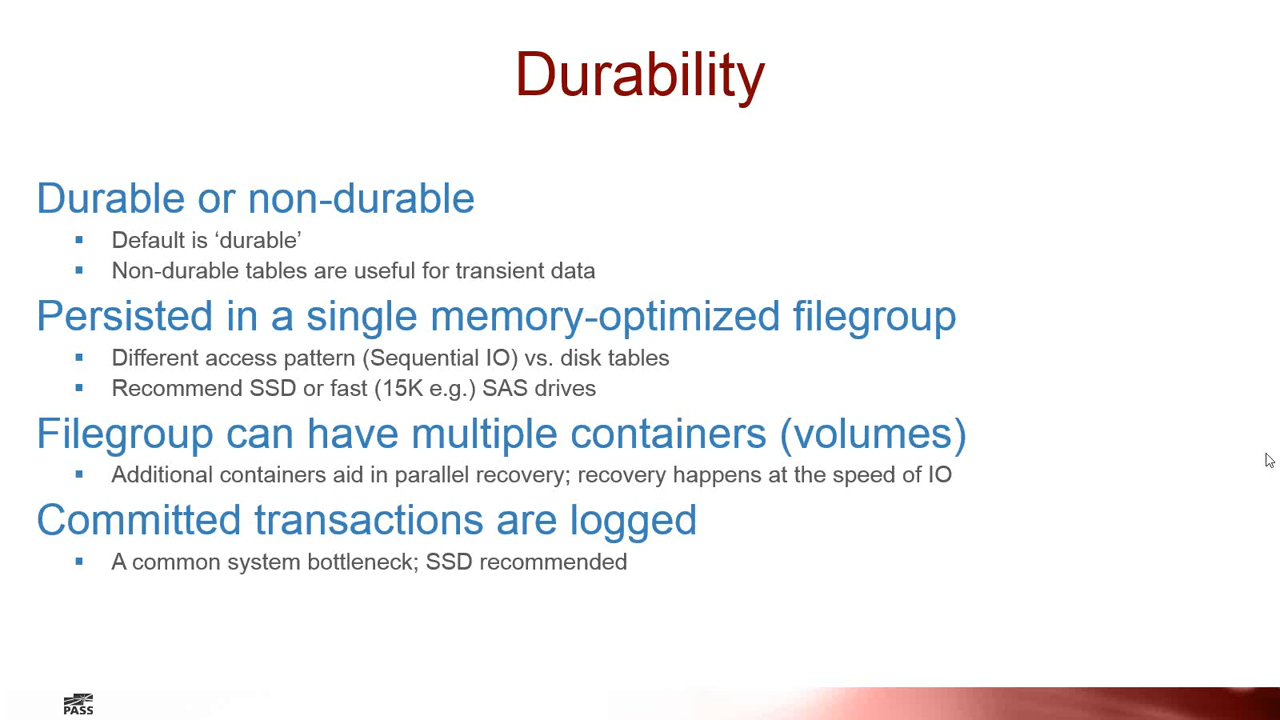 Durability
Durable or non-durable
▪ Default is ‘durable’
▪ Non-durable tables are useful for transient data
Persisted in a single memory-optimized filegroup
▪ Different access pattern (Sequential IO) vs. disk tables
▪ Recommend SSD or fast (15K e.g.) SAS drives
Filegroup can have multiple containers (volumes)
▪ Additional containers aid in parallel recovery; recovery happens at the speed of IO
Committed transactions are logged
▪ A common system bottleneck; SSD recommended
PASS